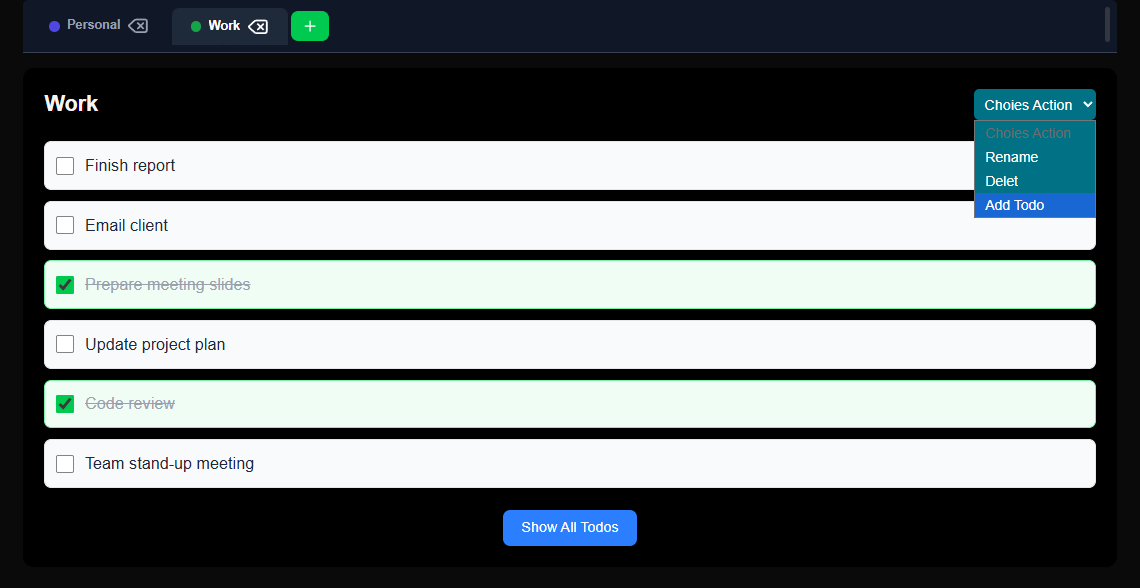 Personal
Work
+
Work
Choies Action
Choies Action
Rename
Delet
Add Todo
Finish report
Email client
Prepare meeting slides
Update project plan
Code review
Team stand-up meeting
Show All Todos